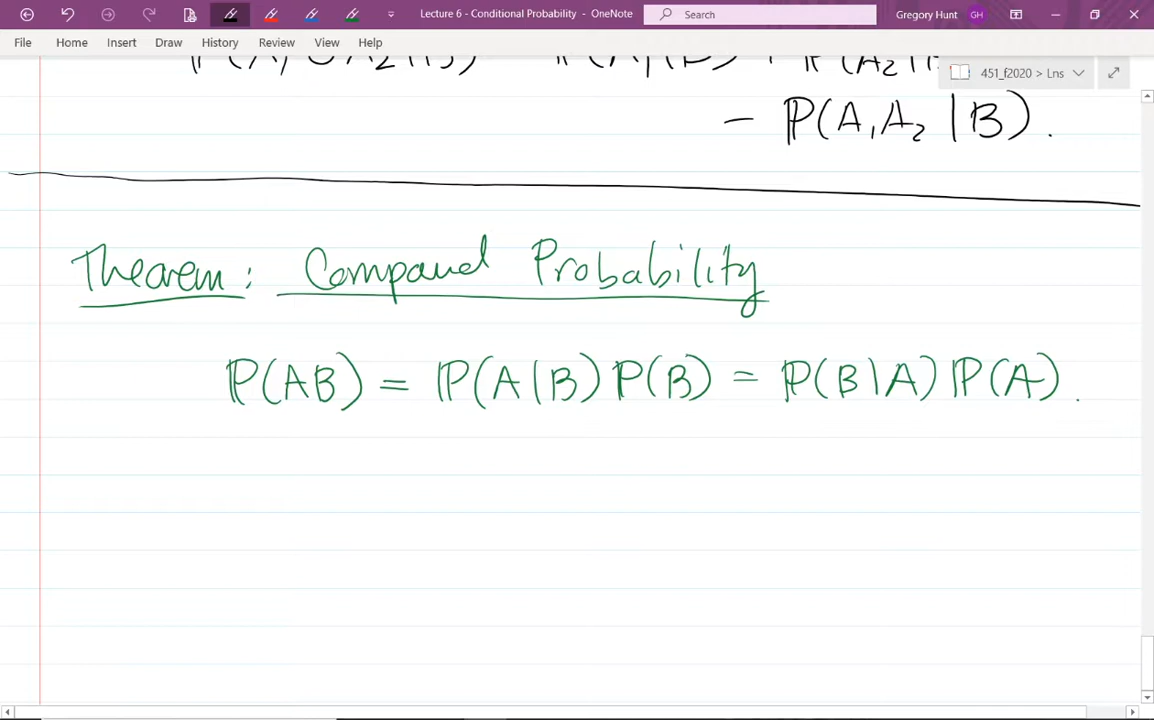 Lecture 6 - Conditional Probability - OneNote
Search
Gregory Hunt
GH
File Home Insert Draw History Review View Help
451_f2020 > Lns
- ℙ(A₁A₂ | B).
Theorem: Compound Probability
ℙ(AB) = ℙ(A|B) ℙ(B) = ℙ(B|A) ℙ(A).